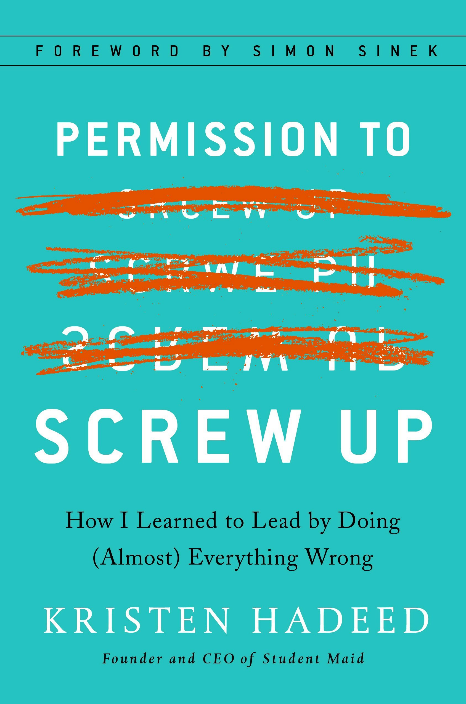 FOREWORD BY SIMON SINEK
PERMISSION TO
SCREW UP
How I Learned to Lead by Doing
(Almost) Everything Wrong
KRISTEN HADEED
Founder and CEO of Student Maid